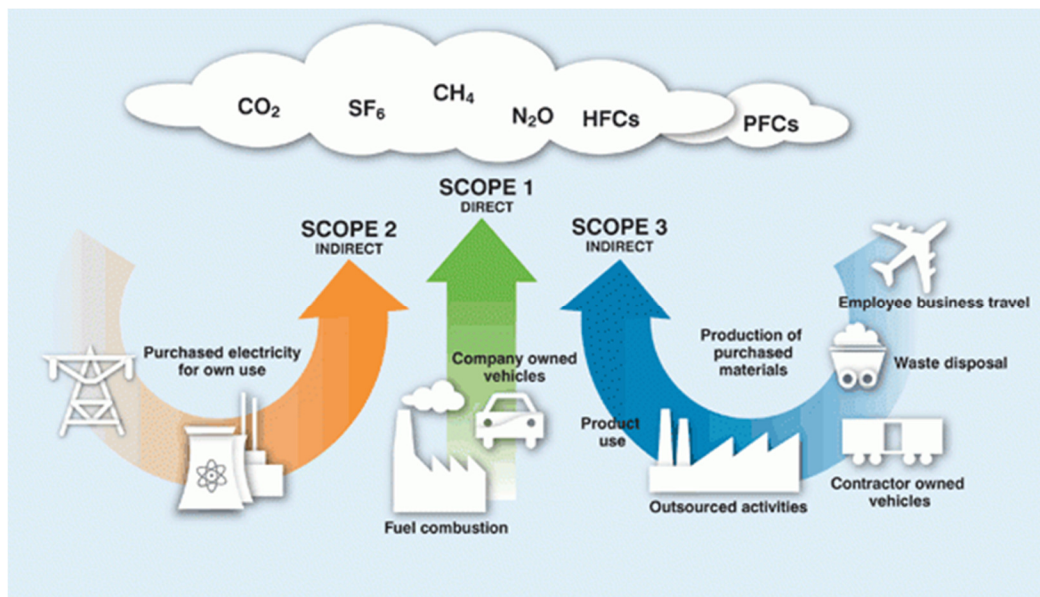 CO₂
SF₆
CH₄
N₂O
HFCs
PFCs
SCOPE 1
DIRECT
SCOPE 2
INDIRECT
SCOPE 3
INDIRECT
Purchased electricity
for own use
Company owned
vehicles
Fuel combustion
Product
use
Production of
purchased
materials
Outsourced activities
Employee business travel
Waste disposal
Contractor owned
vehicles